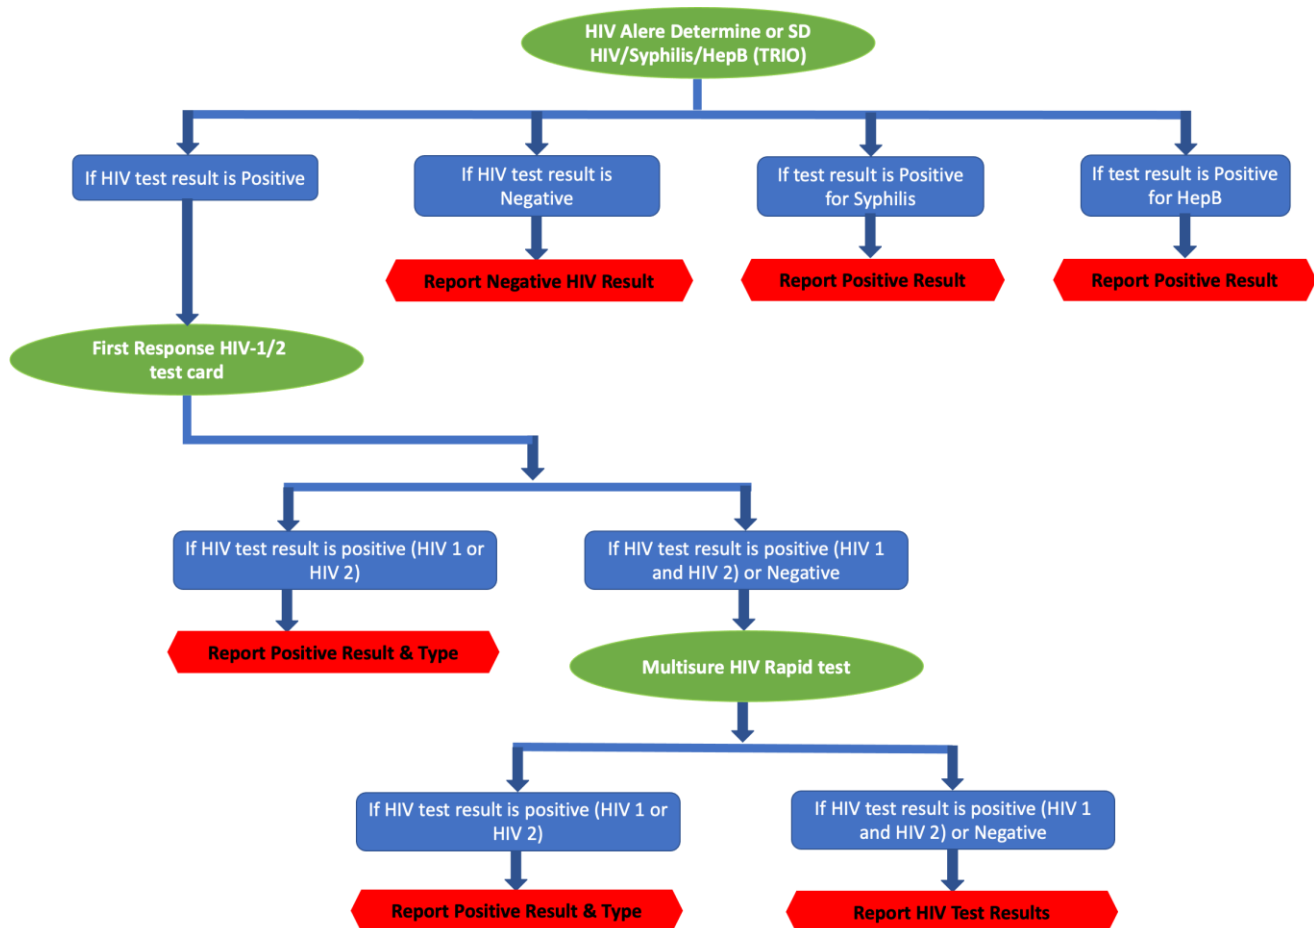 HIV Alere Determine or SD
HIV/Syphilis/HepB (TRIO)
If HIV test result is Positive
If HIV test result is
Negative
If test result is Positive
for Syphilis
If test result is Positive
for HepB
Report Negative HIV Result
Report Positive Result
Report Positive Result
First Response HIV-1/2
test card
If HIV test result is positive (HIV 1 or
HIV 2)
If HIV test result is positive (HIV 1
and HIV 2) or Negative
Report Positive Result & Type
Multisure HIV Rapid test
If HIV test result is positive (HIV 1 or
HIV 2)
If HIV test result is positive (HIV 1
and HIV 2) or Negative
Report Positive Result & Type
Report HIV Test Results